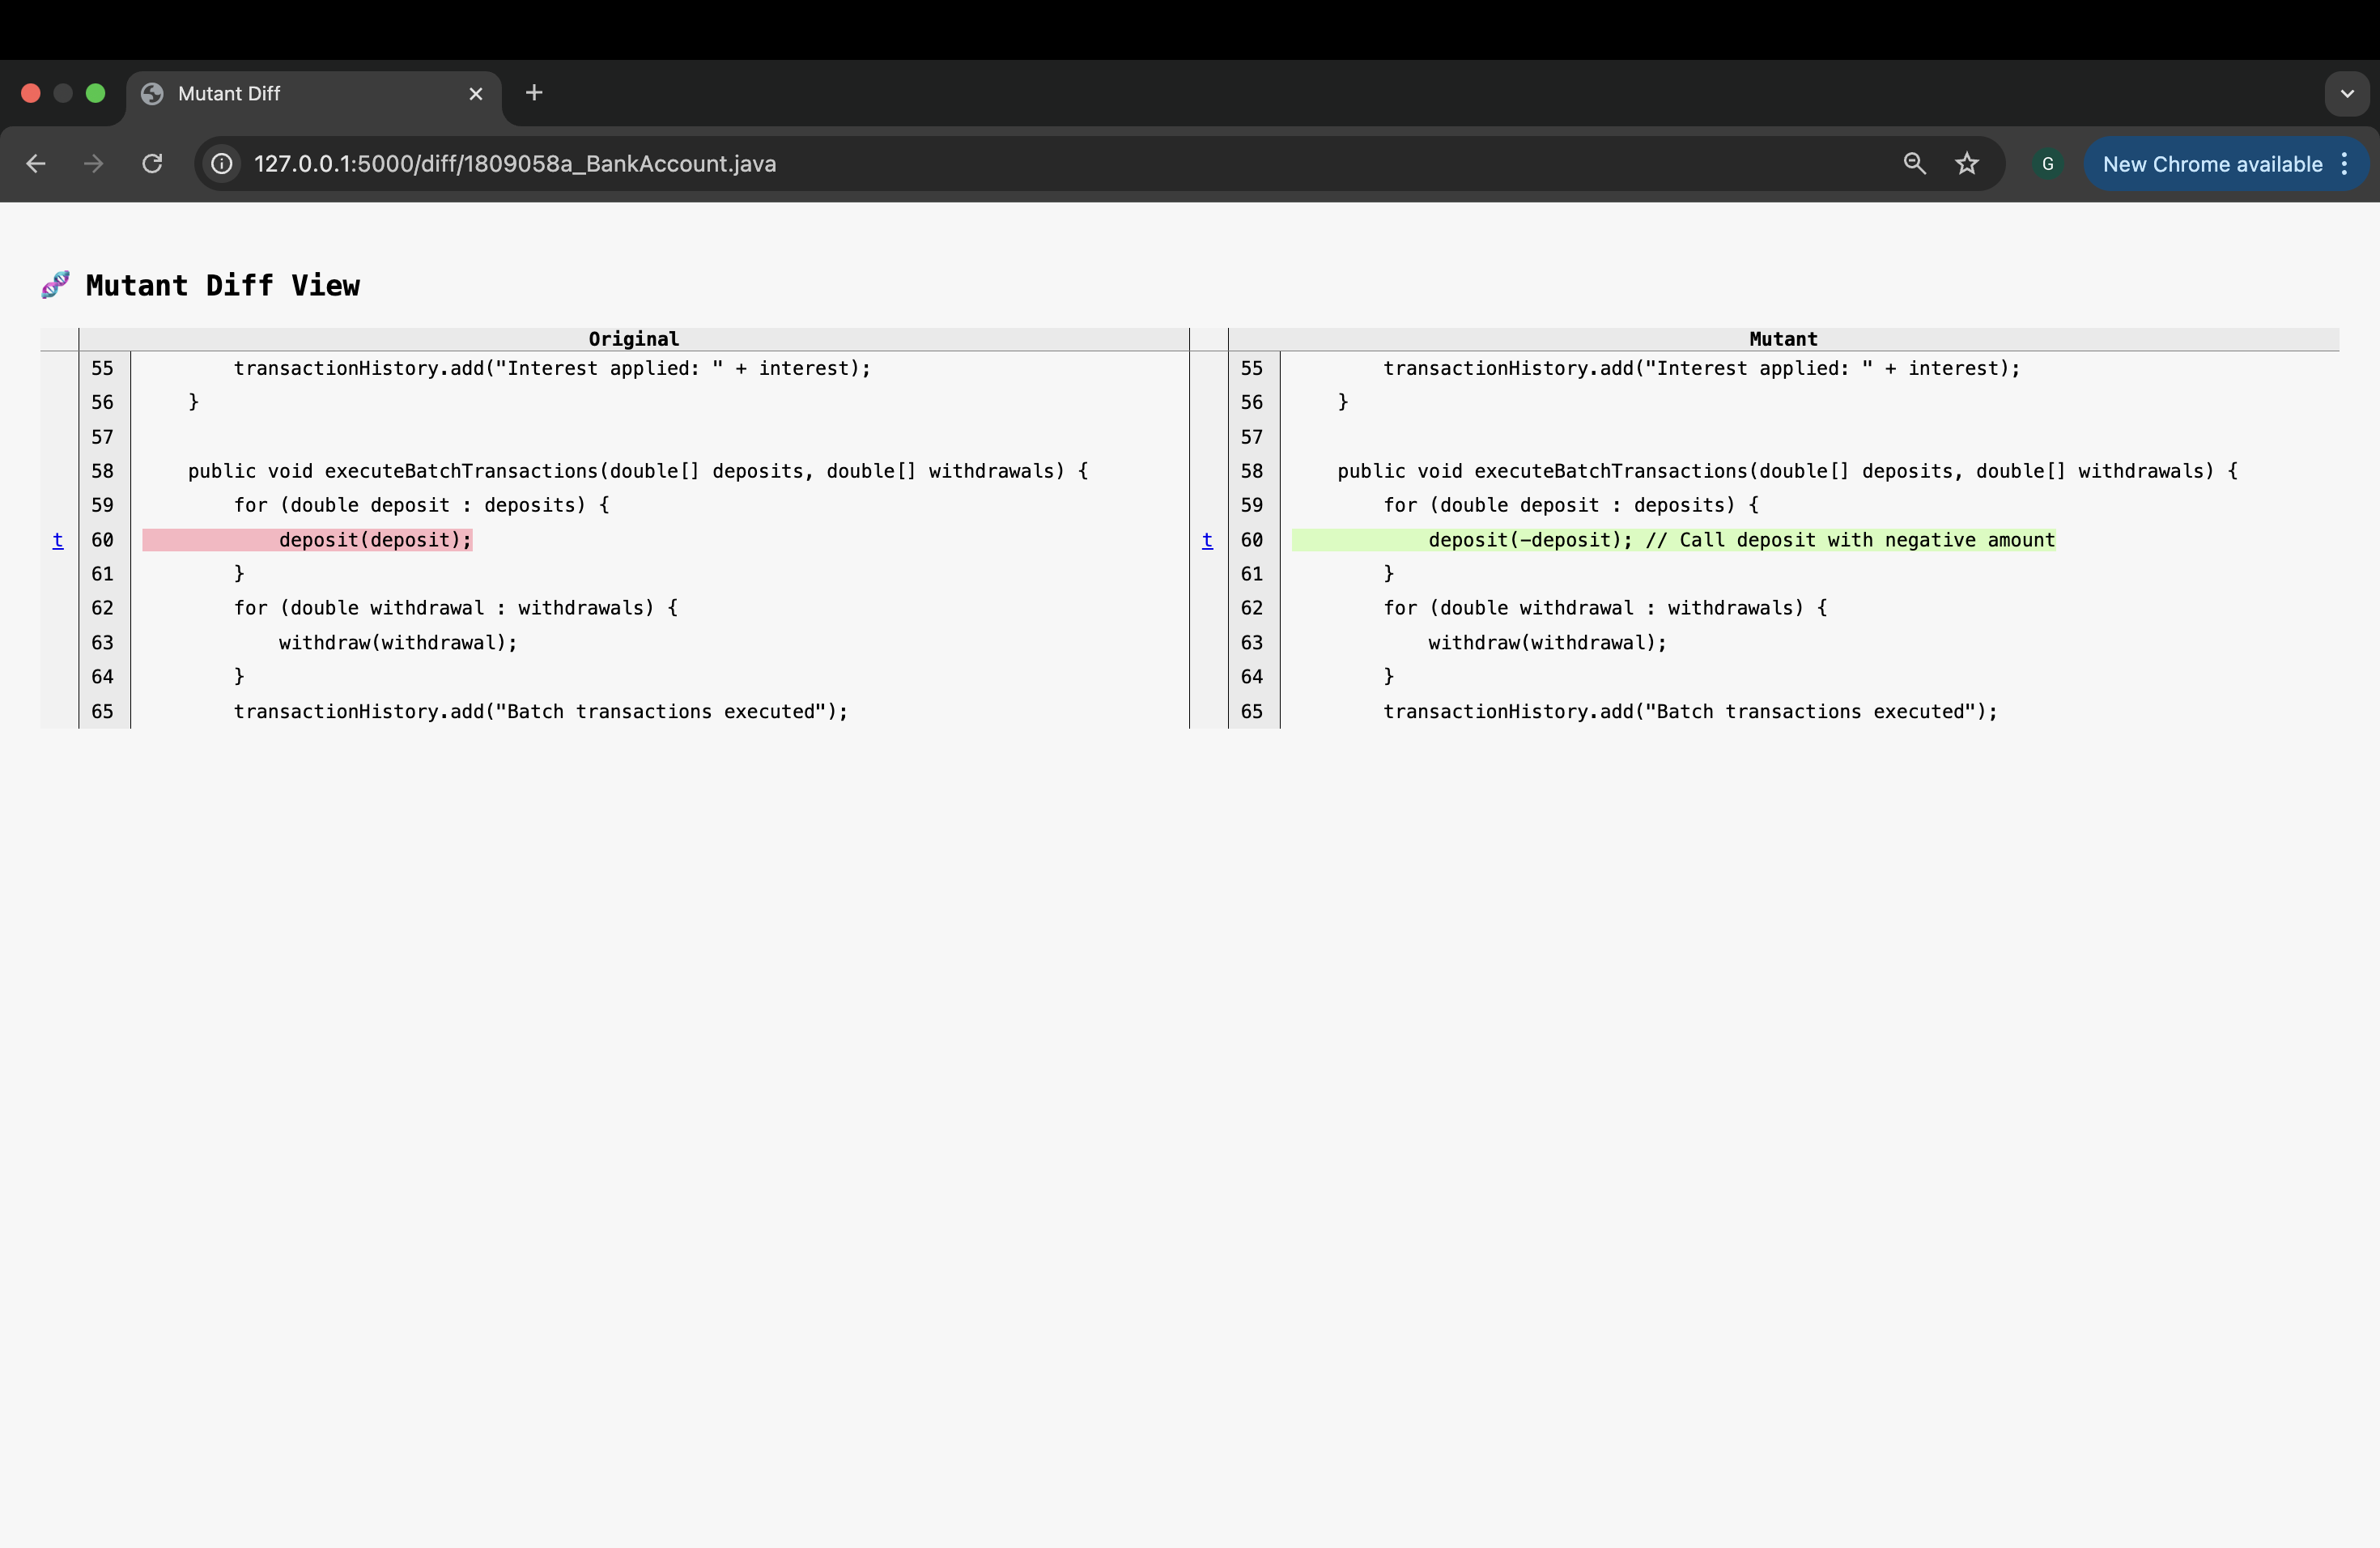 Mutant Diff
127.0.0.1:5000/diff/1809058a_BankAccount.java
G
New Chrome available
Mutant Diff View
Original
Mutant
55 transactionHistory.add("Interest applied: " + interest);
55 transactionHistory.add("Interest applied: " + interest);
56 }
56 }
57
57
58 public void executeBatchTransactions(double[] deposits, double[] withdrawals) {
58 public void executeBatchTransactions(double[] deposits, double[] withdrawals) {
59 for (double deposit : deposits) {
59 for (double deposit : deposits) {
t 60 deposit(deposit);
t 60 deposit(-deposit); // Call deposit with negative amount
61 }
61 }
62 for (double withdrawal : withdrawals) {
62 for (double withdrawal : withdrawals) {
63 withdraw(withdrawal);
63 withdraw(withdrawal);
64 }
64 }
65 transactionHistory.add("Batch transactions executed");
65 transactionHistory.add("Batch transactions executed");